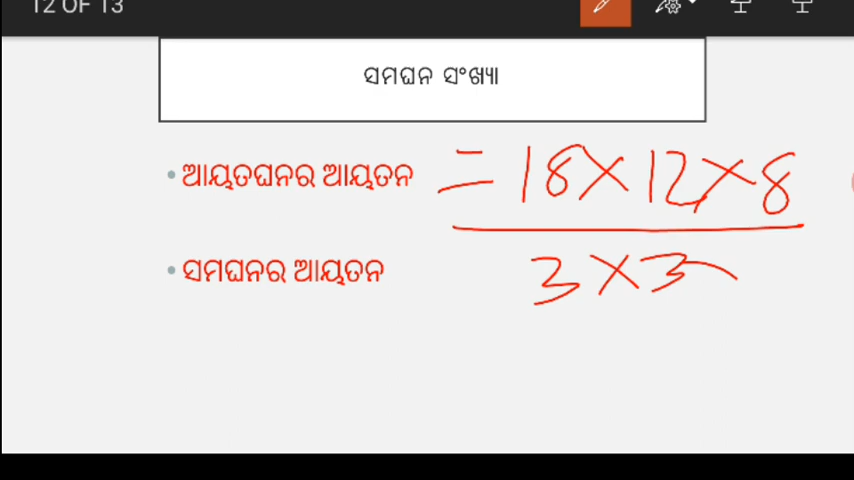 12 OF 13
ସମଘନ ସଂଖ୍ୟା
• ଆୟତଘନର ଆୟତନ = 18 × 12 × 8
• ସମଘନର ଆୟତନ 3 × 3